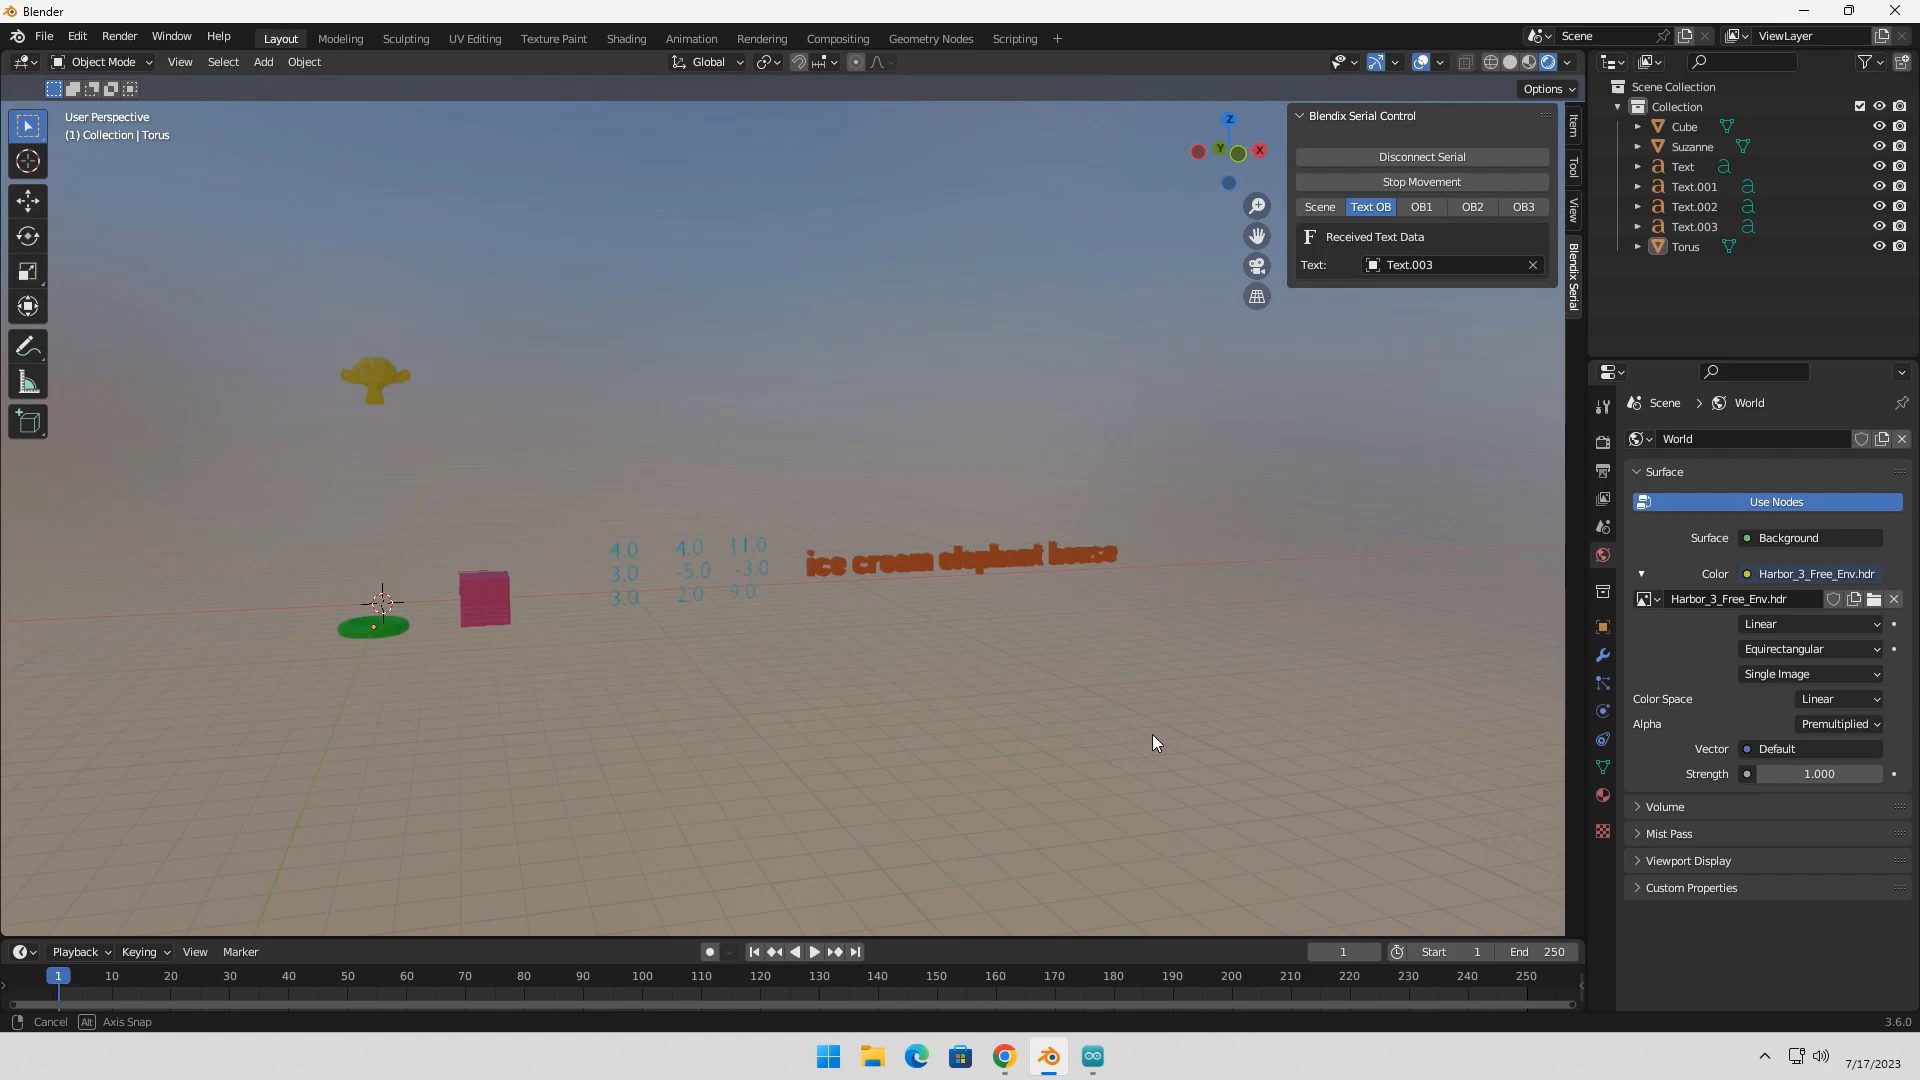 Blender
File Edit Render Window Help Layout Modeling Sculpting UV Editing Texture Paint Shading Animation Rendering Compositing Geometry Nodes Scripting + Scene ViewLayer
Object Mode View Select Add Object Global
Options
User Perspective
(1) Collection | Torus
Z
Y X
Blendix Serial Control
Disconnect Serial
Stop Movement
Scene Text OB OB1 OB2 OB3
F Received Text Data
Text: Text.003
Item
Tool
View
Blendix Serial
Scene Collection
Collection
Cube
Suzanne
Text
Text.001
Text.002
Text.003
Torus
4.0 4.0 11.0
3.0 -5.0 -3.0
3.0 2.0 9.0
ice cream elephant house
Scene > World
World
Surface
Use Nodes
Surface Background
Color Harbor_3_Free_Env.hdr
Harbor_3_Free_Env.hdr
Linear
Equirectangular
Single Image
Color Space Linear
Alpha Premultiplied
Vector Default
Strength 1.000
Volume
Mist Pass
Viewport Display
Custom Properties
Playback Keying View Marker 1 Start 1 End 250
1 10 20 30 40 50 60 70 80 90 100 110 120 130 140 150 160 170 180 190 200 210 220 230 240 250
Cancel Alt Axis Snap 3.6.0
7/17/2023